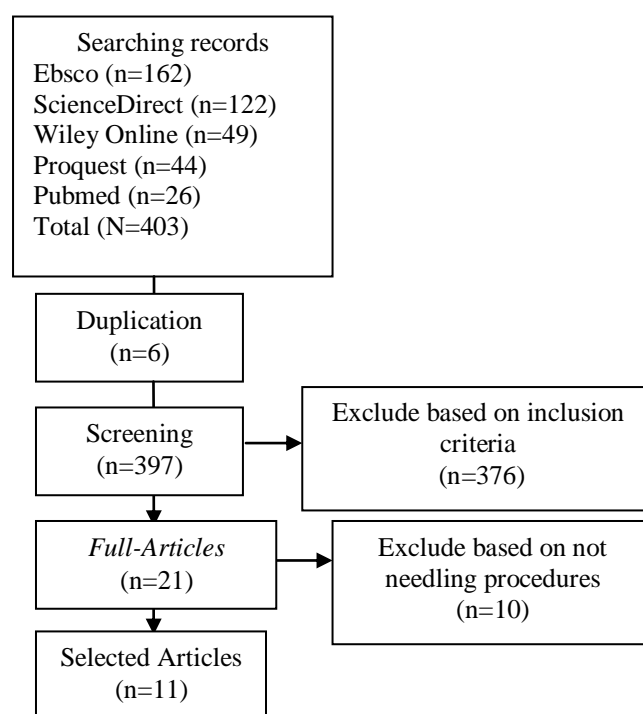 Searching records
Ebsco (n=162)
ScienceDirect (n=122)
Wiley Online (n=49)
Proquest (n=44)
Pubmed (n=26)
Total (N=403)
Duplication
(n=6)
Screening
(n=397)
Exclude based on inclusion
criteria
(n=376)
Full-Articles
(n=21)
Exclude based on not
needling procedures
(n=10)
Selected Articles
(n=11)